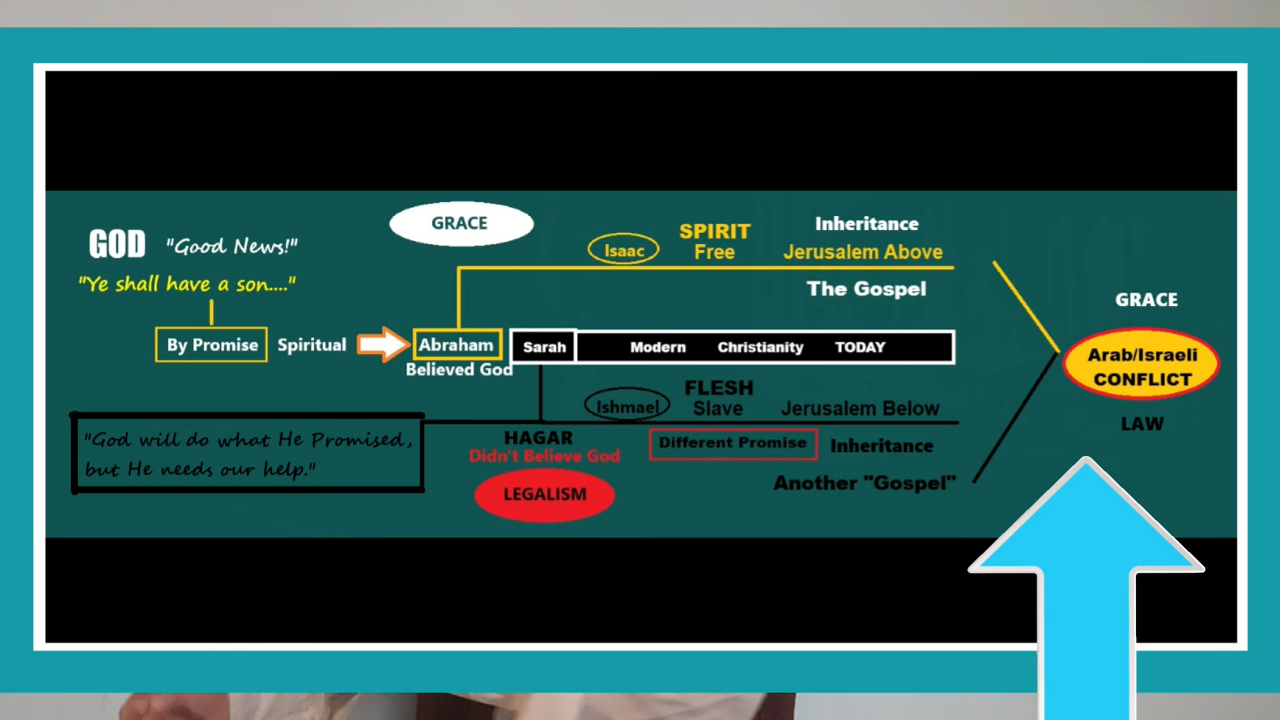 GRACE
GOD "Good News!"
"Ye shall have a son...."
Isaac
SPIRIT
Free
Inheritance
Jerusalem Above
The Gospel
By Promise Spiritual
Abraham
Believed God
Sarah Modern Christianity TODAY
GRACE
Arab/Israeli
CONFLICT
LAW
"God will do what He Promised,
but He needs our help."
HAGAR
Didn't Believe God
LEGALISM
Ishmael
FLESH
Slave
Jerusalem Below
Different Promise
Inheritance
Another "Gospel"